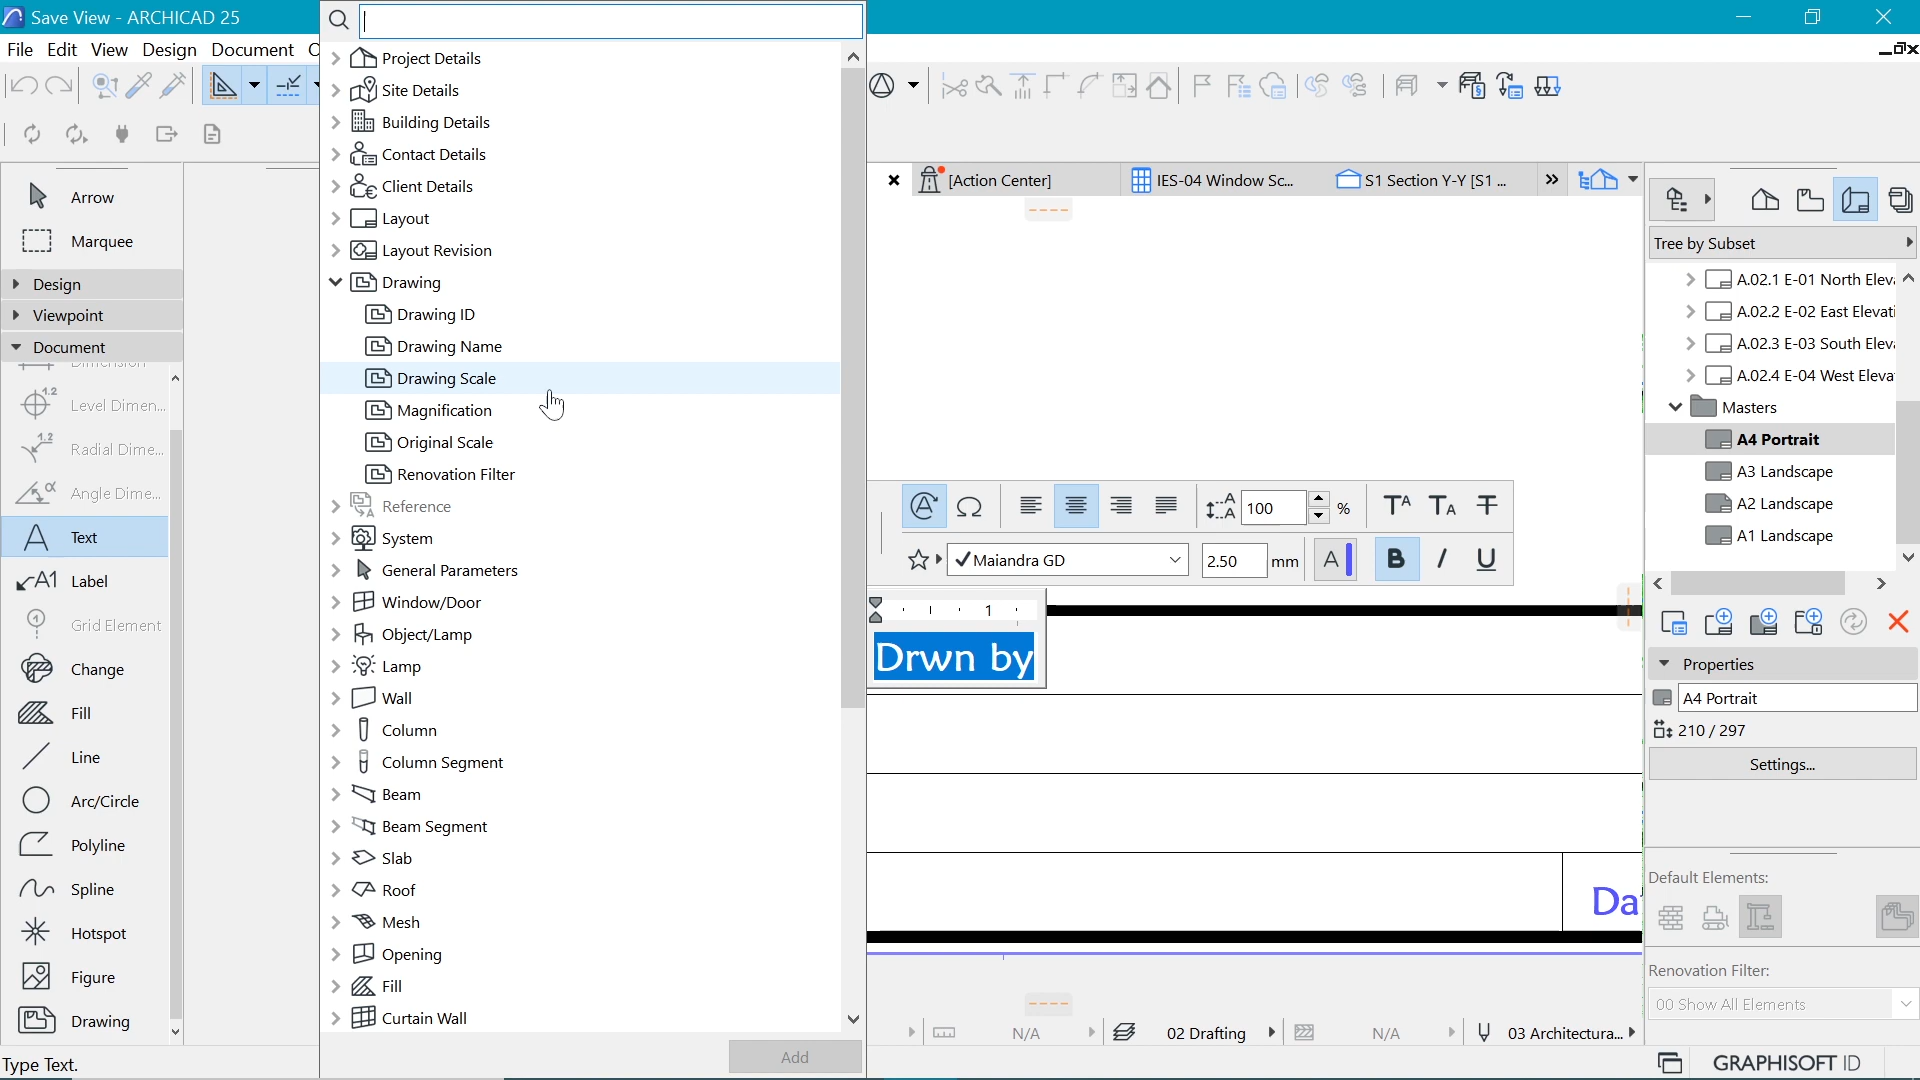 Save View - ARCHICAD 25
File Edit View Design Document
Arrow
Marquee
Design
Viewpoint
Document
Dimension
1.2 Level Dimen...
1.2 Radial Dime...
Angle Dime...
Text
A1 Label
Grid Element
Change
Fill
Line
Arc/Circle
Polyline
Spline
Hotspot
Figure
Drawing
Type Text.
Project Details
Site Details
Building Details
Contact Details
Client Details
Layout
Layout Revision
Drawing
Drawing ID
Drawing Name
Drawing Scale
Magnification
Original Scale
Renovation Filter
Reference
System
General Parameters
Window/Door
Object/Lamp
Lamp
Wall
Column
Column Segment
Beam
Beam Segment
Slab
Roof
Mesh
Opening
Fill
Curtain Wall
Add
[Action Center]
IES-04 Window Sc...
S1 Section Y-Y [S1 ...
100 %
Maiandra GD
2.50 mm
A B I U
1
Drwn by
Da
N/A
02 Drafting
N/A
03 Architectura...
Tree by Subset
A.02.1 E-01 North Elev
A.02.2 E-02 East Elevati
A.02.3 E-03 South Elev
A.02.4 E-04 West Eleva
Masters
A4 Portrait
A3 Landscape
A2 Landscape
A1 Landscape
Properties
A4 Portrait
210 / 297
Settings...
Default Elements:
Renovation Filter:
00 Show All Elements
GRAPHISOFT ID